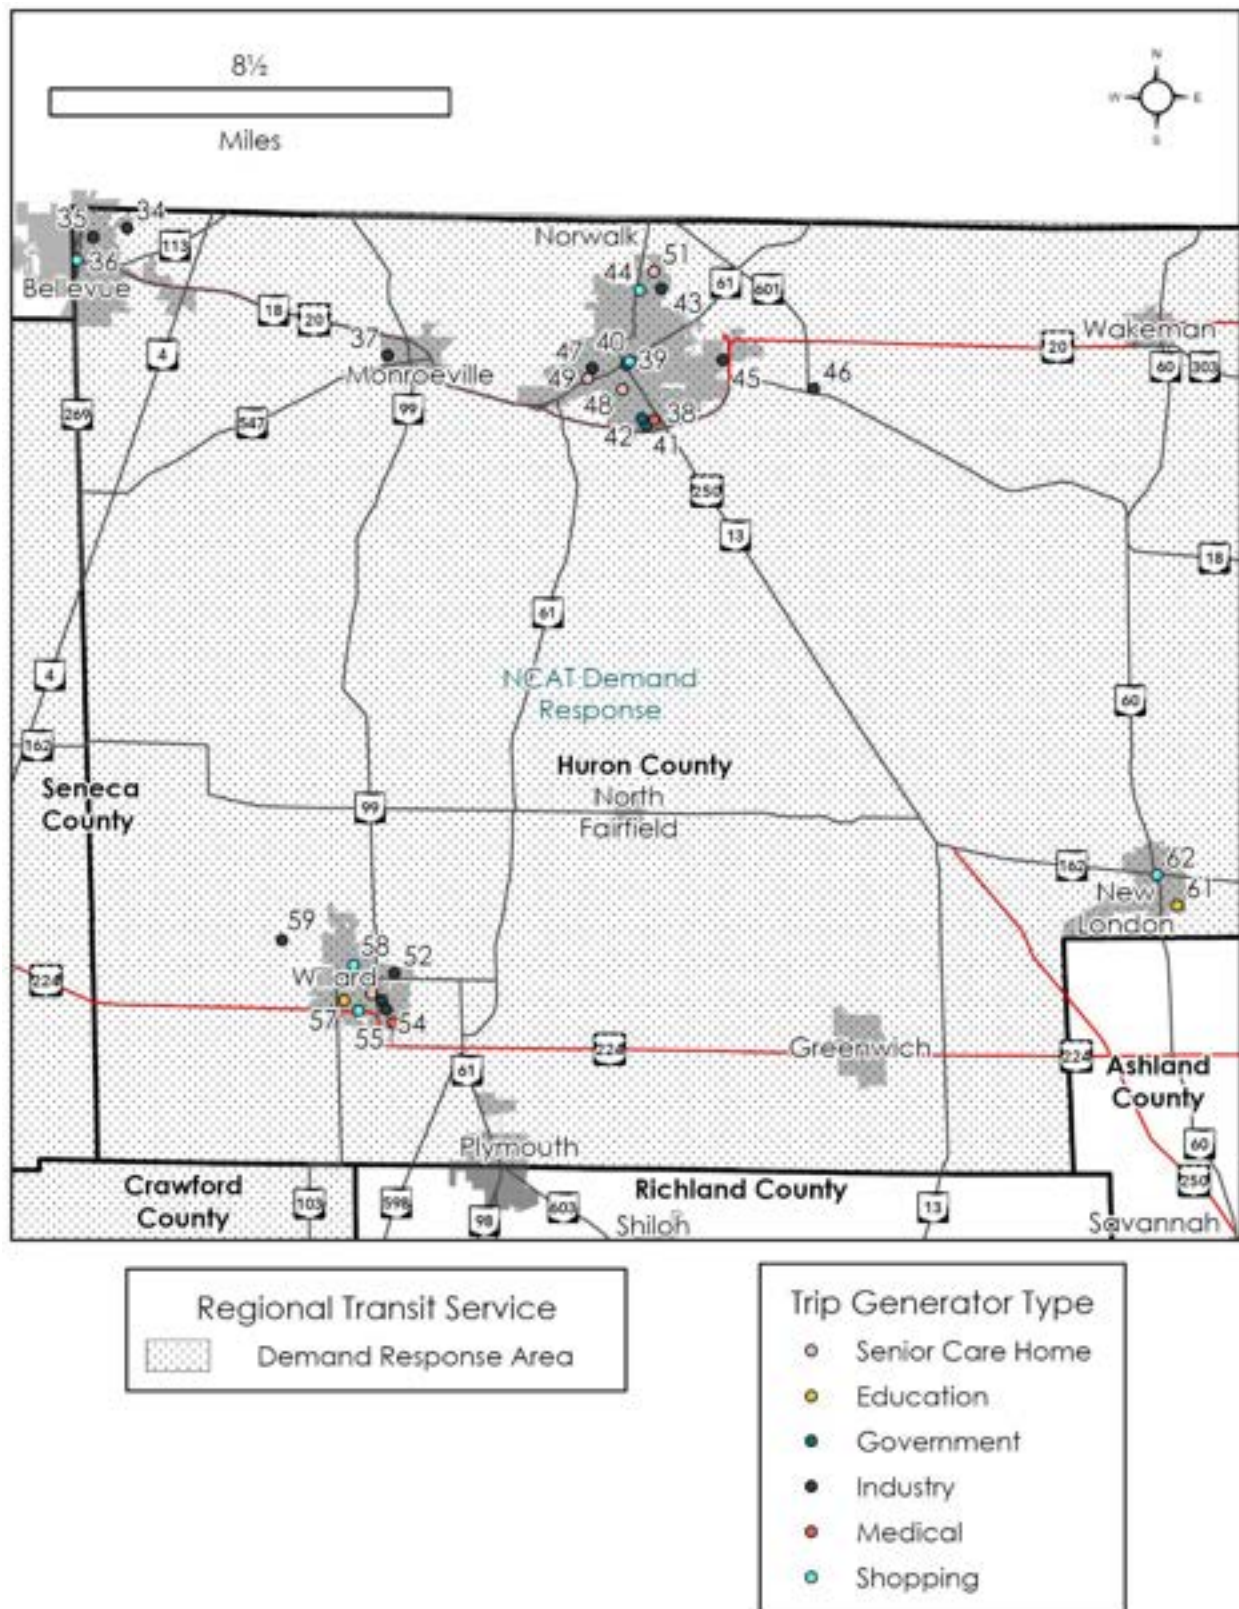 8½
Miles
N
W
E
S
34
35
113
36
Bellevue
Norwalk
51
44
43
61
601
18
20
37
Monroeville
4
40
39
47
49
48
45
46
38
42
41
20
Wakeman
60
303
269
547
99
250
13
18
61
4
60
NCAT Demand
Response
162
Huron County
North
Fairfield
Seneca
County
99
162
62
61
New
London
59
58
52
Willard
224
57
55
54
224
Greenwich
224
Ashland
County
61
Plymouth
60
250
Crawford
County
103
598
98
603
Richland County
Shiloh
13
Savannah
Regional Transit Service
Demand Response Area
Trip Generator Type
Senior Care Home
Education
Government
Industry
Medical
Shopping